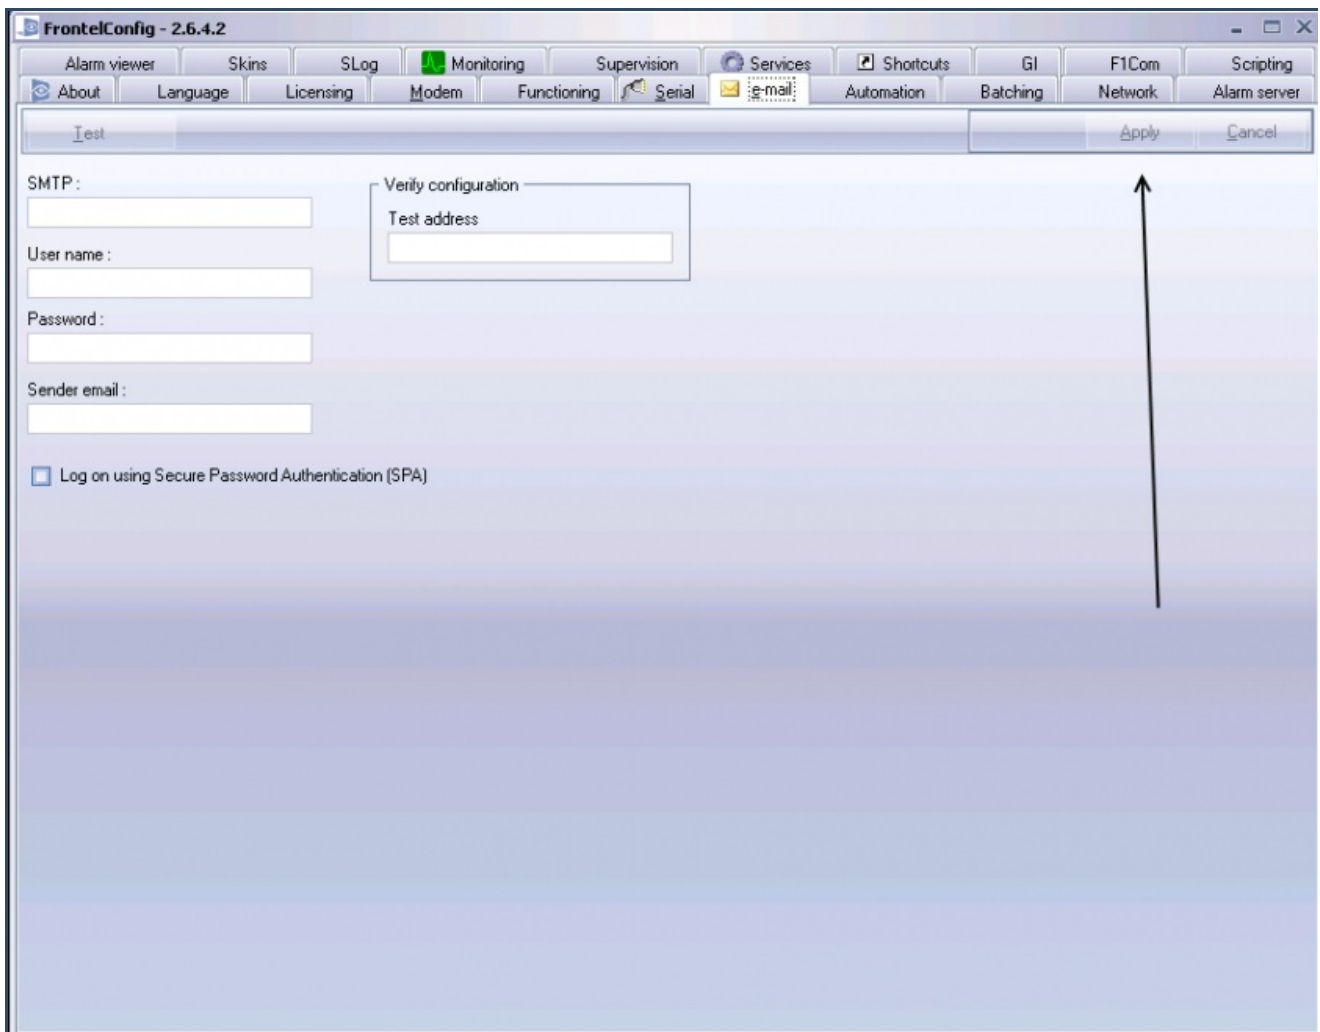 FrontelConfig - 2.6.4.2
Alarm viewer Skins SLog Monitoring Supervision Services Shortcuts GI F1Com Scripting
About Language Licensing Modem Functioning Serial e-mail Automation Batching Network Alarm server
Test Apply Cancel
SMTP :
Verify configuration
Test address
User name :
Password :
Sender email :
Log on using Secure Password Authentication (SPA)